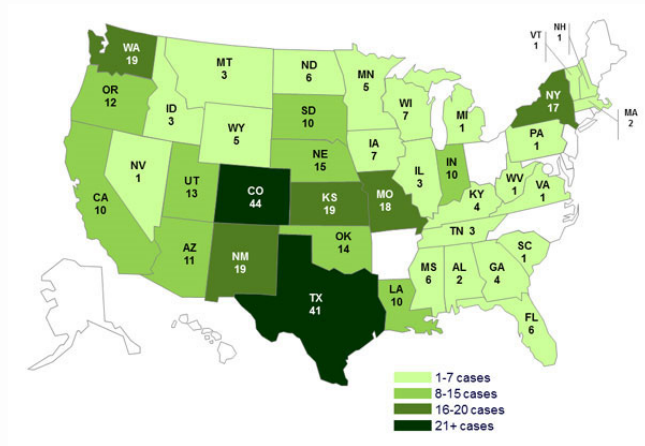 NH
1
VT
1
WA
19
MT
3
ND
6
MN
5
OR
12
ID
3
WY
5
SD
10
WI
7
MI
1
NY
17
MA
2
PA
1
NV
1
UT
13
CO
44
NE
15
IA
7
IL
3
IN
10
WV
1
VA
1
CA
10
KS
19
MO
18
KY
4
AZ
11
NM
19
OK
14
TN 3
SC
1
TX
41
LA
10
MS
6
AL
2
GA
4
FL
6
1-7 cases
8-15 cases
16-20 cases
21+ cases